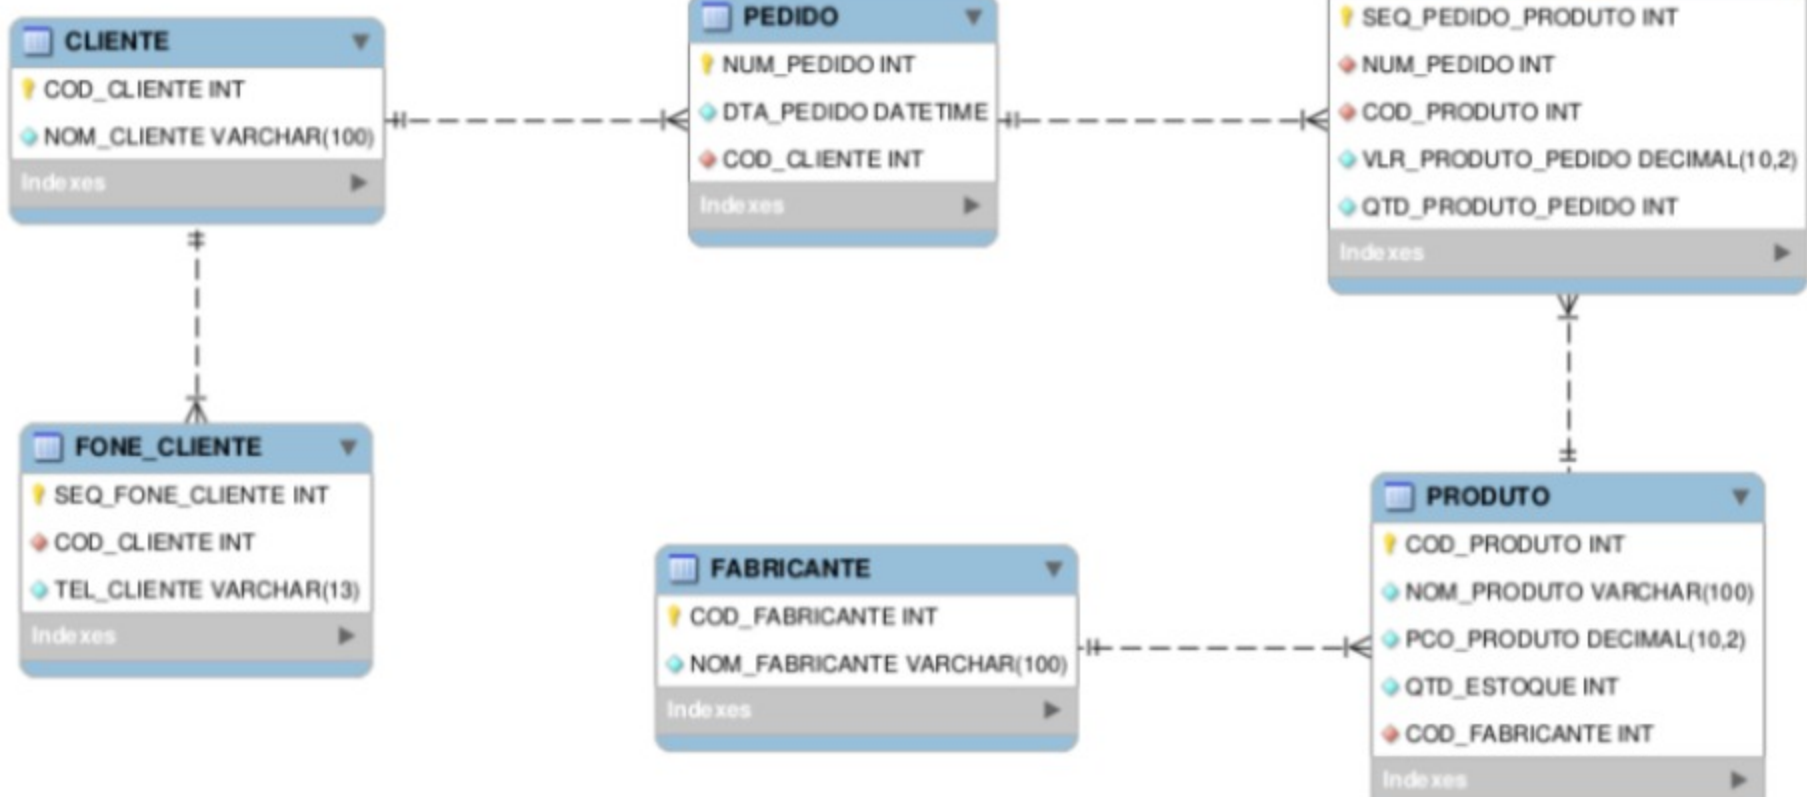 CLIENTE
COD_CLIENTE INT
NOM_CLIENTE VARCHAR(100)
Indexes
PEDIDO
NUM_PEDIDO INT
DTA_PEDIDO DATETIME
COD_CLIENTE INT
Indexes
SEQ_PEDIDO_PRODUTO INT
NUM_PEDIDO INT
COD_PRODUTO INT
VLR_PRODUTO_PEDIDO DECIMAL(10,2)
QTD_PRODUTO_PEDIDO INT
Indexes
FONE_CLIENTE
SEQ_FONE_CLIENTE INT
COD_CLIENTE INT
TEL_CLIENTE VARCHAR(13)
Indexes
FABRICANTE
COD_FABRICANTE INT
NOM_FABRICANTE VARCHAR(100)
Indexes
PRODUTO
COD_PRODUTO INT
NOM_PRODUTO VARCHAR(100)
PCO_PRODUTO DECIMAL(10,2)
QTD_ESTOQUE INT
COD_FABRICANTE INT
Indexes